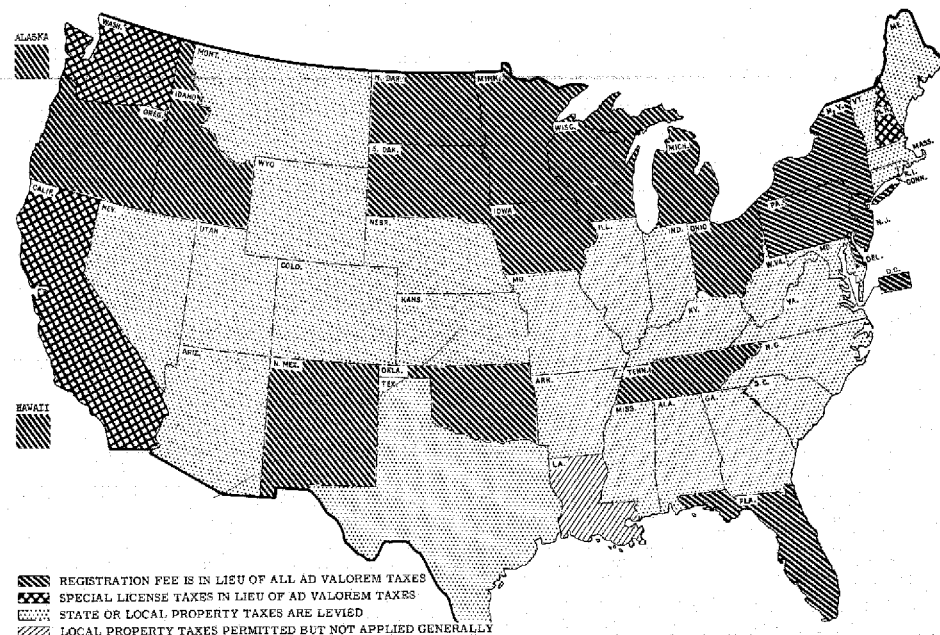 WASH.
ALASKA
MONT.
ME.
N. DAK.
MINN.
IDAHO
OREG.
N.Y.
VT.
WISC.
MICH.
S. DAK.
MASS.
WYO.
R.I.
CONN.
CALIF.
NEV.
NEBR.
IOWA
PA.
UTAH
ILL.
IND.
OHIO
N.J.
W.VA.
MD.
DEL.
COLO.
MO.
D.C.
KANS.
KY.
VA.
ARIZ.
N. MEX.
OKLA.
TEX.
ARK.
TENN.
N.C.
S.C.
HAWAII
MISS.
ALA.
GA.
LA.
FLA.
REGISTRATION FEE IS IN LIEU OF ALL AD VALOREM TAXES
SPECIAL LICENSE TAXES IN LIEU OF AD VALOREM TAXES
STATE OR LOCAL PROPERTY TAXES ARE LEVIED
LOCAL PROPERTY TAXES PERMITTED BUT NOT APPLIED GENERALLY